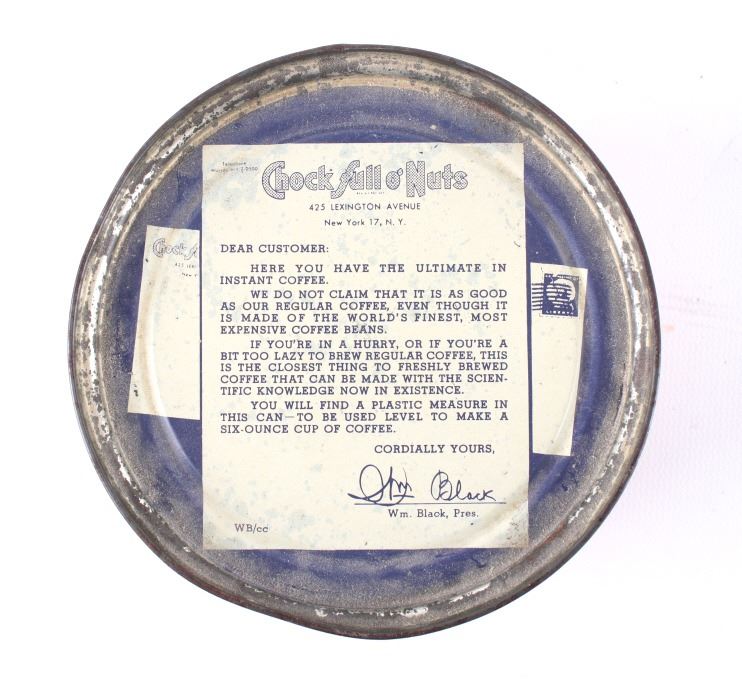 Telephone
Chock full o' Nuts
425 LEXINGTON AVENUE
New York 17, N. Y.
DEAR CUSTOMER:
HERE YOU HAVE THE ULTIMATE IN
INSTANT COFFEE.
WE DO NOT CLAIM THAT IT IS AS GOOD
AS OUR REGULAR COFFEE, EVEN THOUGH IT
IS MADE OF THE WORLD'S FINEST, MOST
EXPENSIVE COFFEE BEANS.
IF YOU'RE IN A HURRY, OR IF YOU'RE A
BIT TOO LAZY TO BREW REGULAR COFFEE, THIS
IS THE CLOSEST THING TO FRESHLY BREWED
COFFEE THAT CAN BE MADE WITH THE SCIEN-
TIFIC KNOWLEDGE NOW IN EXISTENCE.
YOU WILL FIND A PLASTIC MEASURE IN
THIS CAN—TO BE USED LEVEL TO MAKE A
SIX-OUNCE CUP OF COFFEE.
CORDIALLY YOURS,
Wm Black
Wm. Black, Pres.
WB/cc
Chock
425
LIBERTY